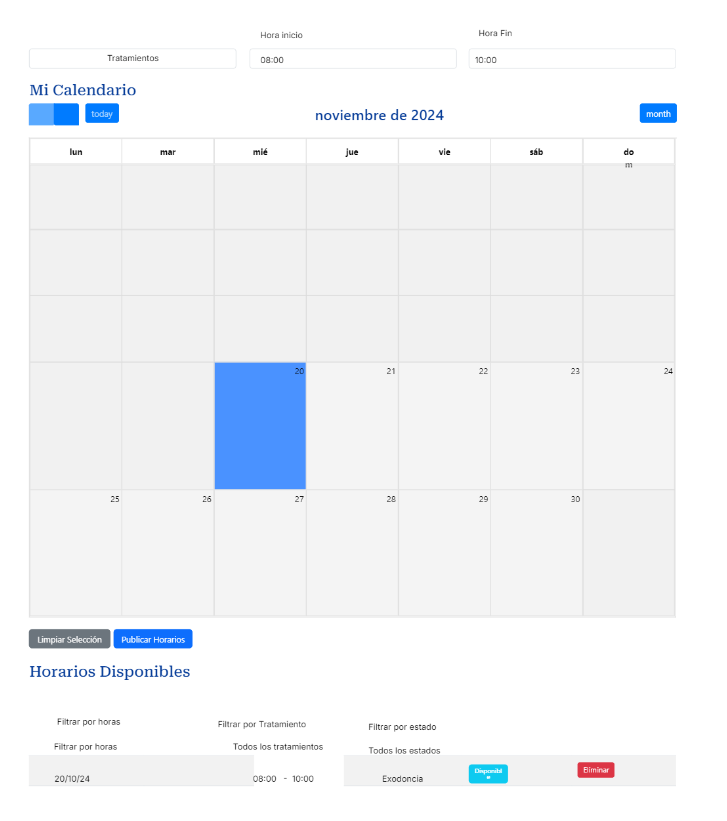 Hora inicio
Hora Fin
Tratamientos
08:00
10:00
Mi Calendario
today
noviembre de 2024
month
lun mar mié jue vie sáb do
m
20 21 22 23 24
25 26 27 28 29 30
Limpiar Selección
Publicar Horarios
Horarios Disponibles
Filtrar por horas
Filtrar por Tratamiento
Filtrar por estado
Filtrar por horas
Todos los tratamientos
Todos los estados
20/10/24
08:00 - 10:00
Exodoncia
Disponibl
e
Eliminar